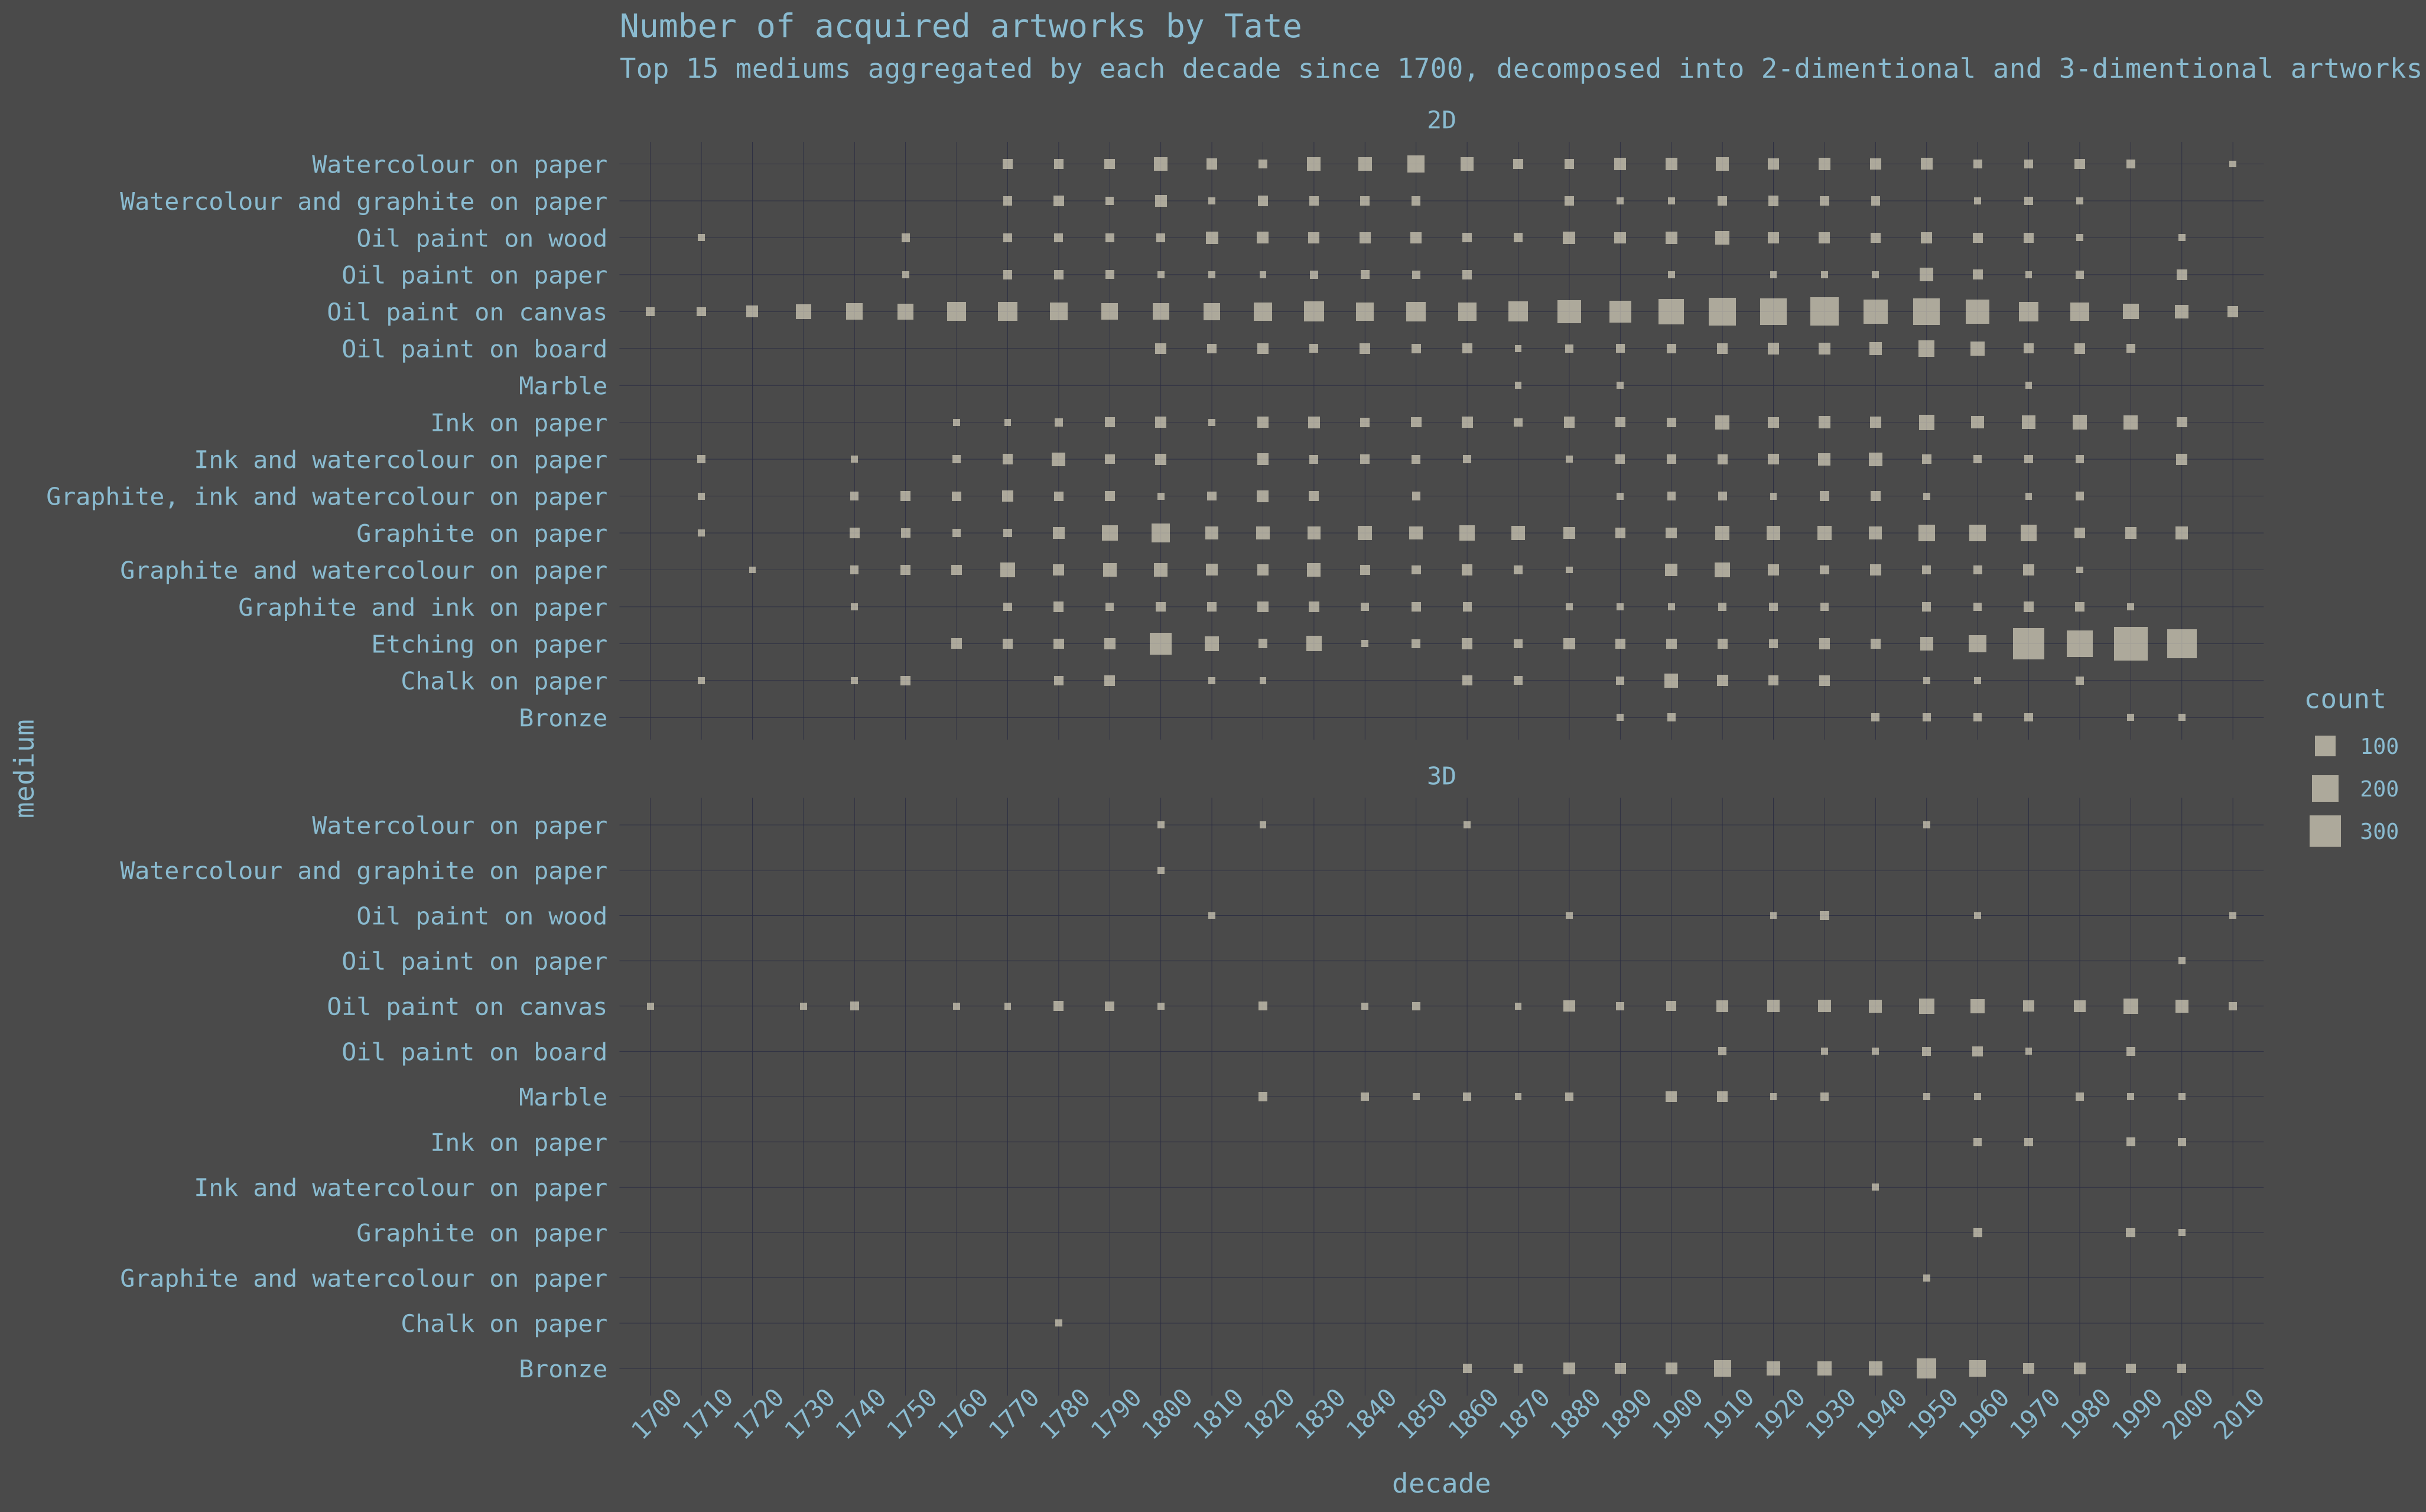 Number of acquired artworks by Tate
Top 15 mediums aggregated by each decade since 1700, decomposed into 2-dimentional and 3-dimentional artworks
2D
Watercolour on paper
Watercolour and graphite on paper
Oil paint on wood
Oil paint on paper
Oil paint on canvas
Oil paint on board
Marble
Ink on paper
Ink and watercolour on paper
Graphite, ink and watercolour on paper
Graphite on paper
Graphite and watercolour on paper
Graphite and ink on paper
Etching on paper
Chalk on paper
Bronze
medium
3D
Watercolour on paper
Watercolour and graphite on paper
Oil paint on wood
Oil paint on paper
Oil paint on canvas
Oil paint on board
Marble
Ink on paper
Ink and watercolour on paper
Graphite on paper
Graphite and watercolour on paper
Chalk on paper
Bronze
1700 1710 1720 1730 1740 1750 1760 1770 1780 1790 1800 1810 1820 1830 1840 1850 1860 1870 1880 1890 1900 1910 1920 1930 1940 1950 1960 1970 1980 1990 2000 2010
decade
count
100
200
300